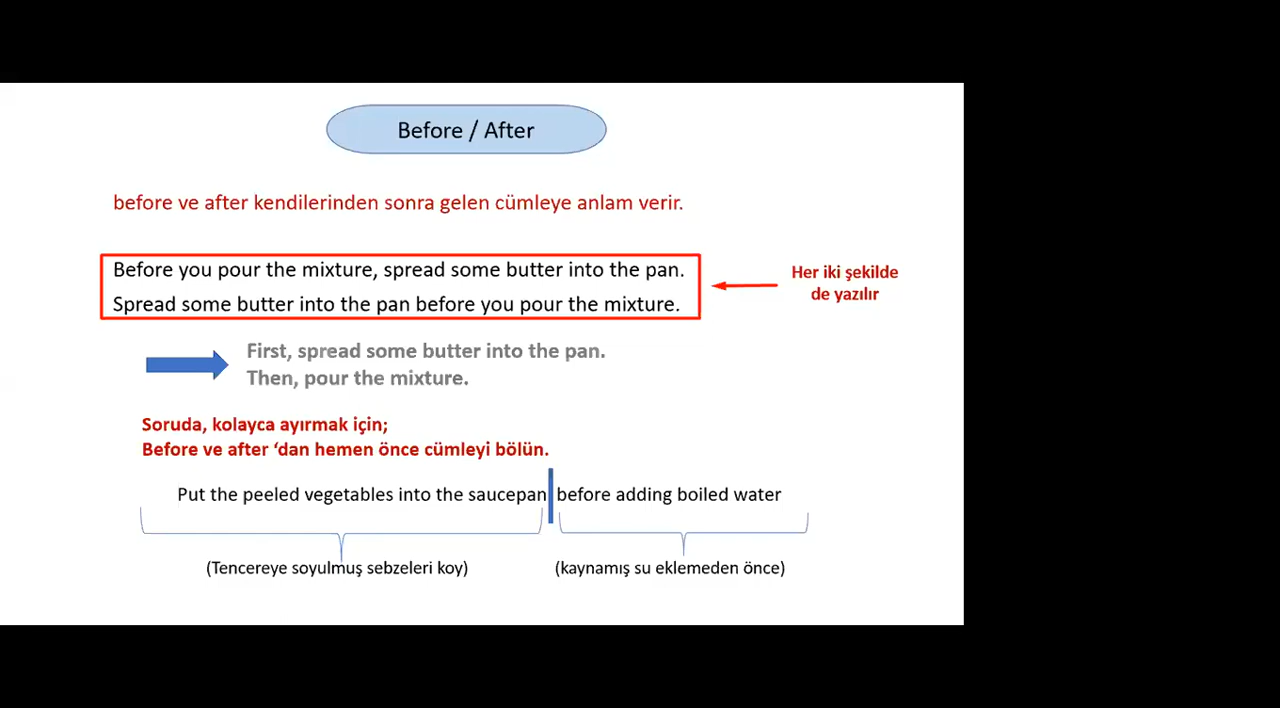 Before / After
before ve after kendilerinden sonra gelen cümleye anlam verir.
Before you pour the mixture, spread some butter into the pan.
Spread some butter into the pan before you pour the mixture.
Her iki şekilde
de yazılır
First, spread some butter into the pan.
Then, pour the mixture.
Soruda, kolayca ayırmak için;
Before ve after ‘dan hemen önce cümleyi bölün.
Put the peeled vegetables into the saucepan before adding boiled water
(Tencereye soyulmuş sebzeleri koy) (kaynamış su eklemeden önce)